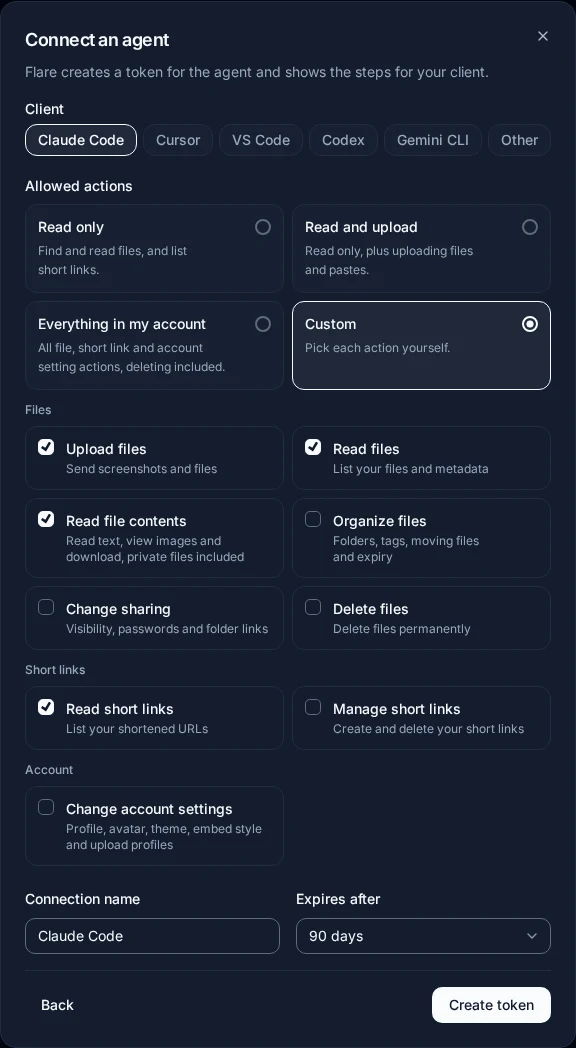 Connect an agent
Flare creates a token for the agent and shows the steps for your client.
Client
Claude Code
Cursor
VS Code
Codex
Gemini CLI
Other
Allowed actions
Read only
Find and read files, and list
short links.
Read and upload
Read only, plus uploading files
and pastes.
Everything in my account
All file, short link and account
setting actions, deleting included.
Custom
Pick each action yourself.
Files
Upload files
Send screenshots and files
Read files
List your files and metadata
Read file contents
Read text, view images and
download, private files included
Organize files
Folders, tags, moving files
and expiry
Change sharing
Visibility, passwords and folder links
Delete files
Delete files permanently
Short links
Read short links
List your shortened URLs
Manage short links
Create and delete your short links
Account
Change account settings
Profile, avatar, theme, embed style
and upload profiles
Connection name
Claude Code
Expires after
90 days
Back
Create token